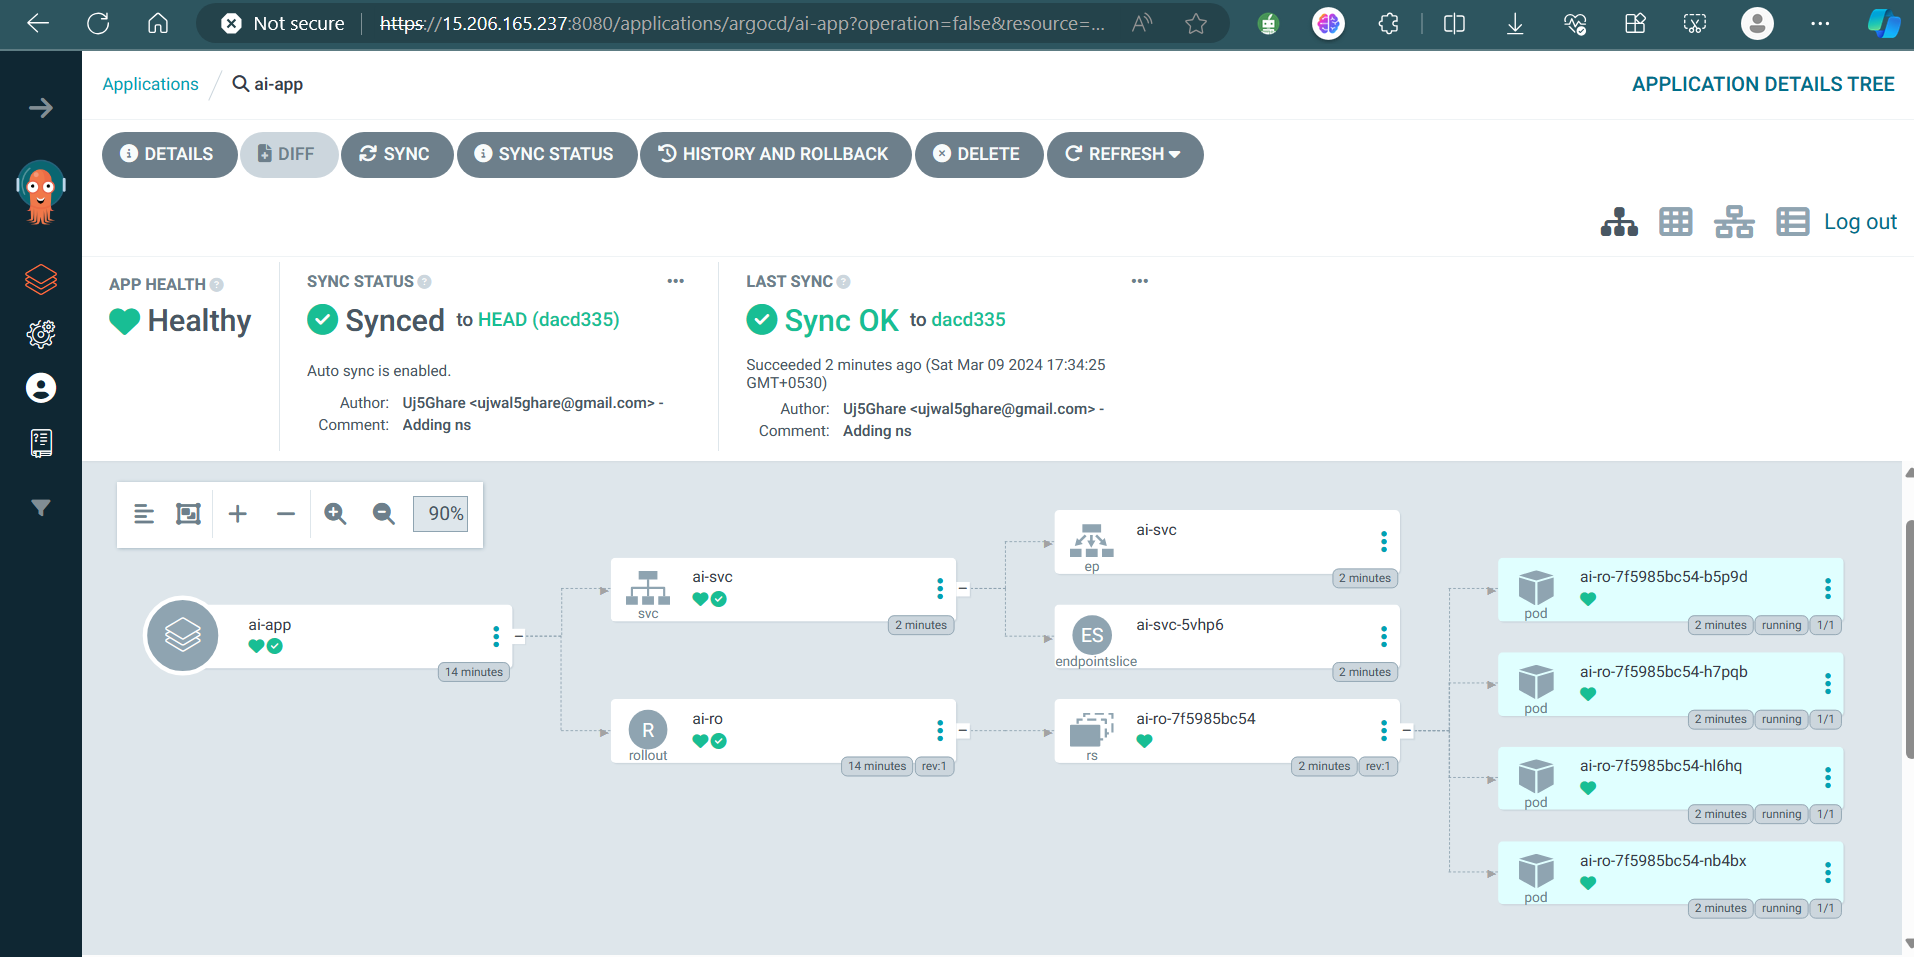 Not secure https://15.206.165.237:8080/applications/argocd/ai-app?operation=false&resource=...
Applications / ai-app
APPLICATION DETAILS TREE
DETAILS DIFF SYNC SYNC STATUS HISTORY AND ROLLBACK DELETE REFRESH
Log out
APP HEALTH
Healthy
SYNC STATUS
Synced to HEAD (dacd335)
Auto sync is enabled.
Author: Uj5Ghare <ujwal5ghare@gmail.com> -
Comment: Adding ns
LAST SYNC
Sync OK to dacd335
Succeeded 2 minutes ago (Sat Mar 09 2024 17:34:25
GMT+0530)
Author: Uj5Ghare <ujwal5ghare@gmail.com> -
Comment: Adding ns
90%
ai-app
14 minutes
ai-svc
svc
2 minutes
R
ai-ro
rollout
14 minutes rev:1
ai-svc
ep
2 minutes
ES
ai-svc-5vhp6
endpointslice
2 minutes
ai-ro-7f5985bc54
rs
2 minutes rev:1
ai-ro-7f5985bc54-b5p9d
pod
2 minutes running 1/1
ai-ro-7f5985bc54-h7pqb
pod
2 minutes running 1/1
ai-ro-7f5985bc54-hl6hq
pod
2 minutes running 1/1
ai-ro-7f5985bc54-nb4bx
pod
2 minutes running 1/1